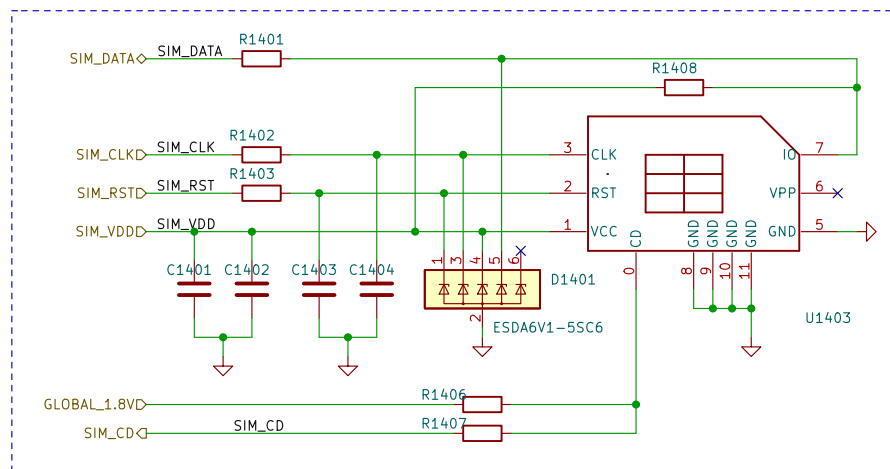 R1401
SIM_DATA SIM_DATA
R1408
R1402
SIM_CLK SIM_CLK 3 CLK IO 7
R1403
SIM_RST SIM_RST 2 RST VPP 6
SIM_VDD SIM_VDD 1 VCC GND 5
CD GND GND GND GND
0 8 9 10 11
C1401 C1402 C1403 C1404
1 3 4 5 6
D1401
2
ESDA6V1-5SC6
U1403
R1406
GLOBAL_1.8V
R1407
SIM_CD SIM_CD